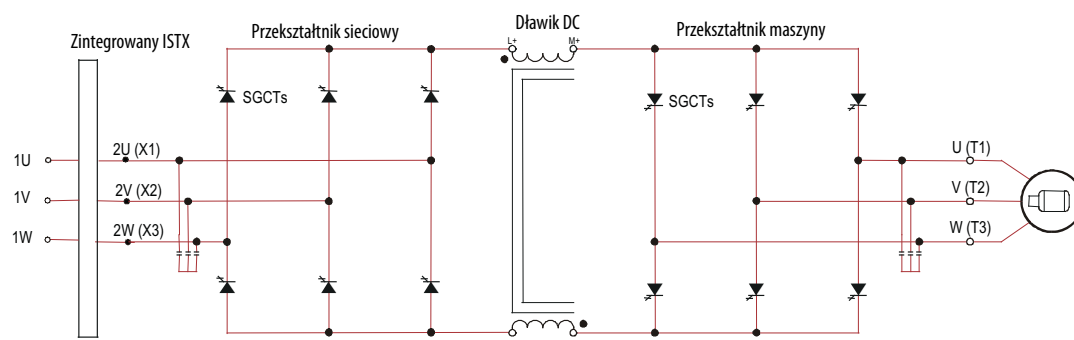 Zintegrowany ISTX
Przekształtnik sieciowy
Dławik DC
Przekształtnik maszyny
L+
M+
SGCTs
SGCTs
1U
2U (X1)
U (T1)
1V
2V (X2)
V (T2)
1W
2W (X3)
W (T3)